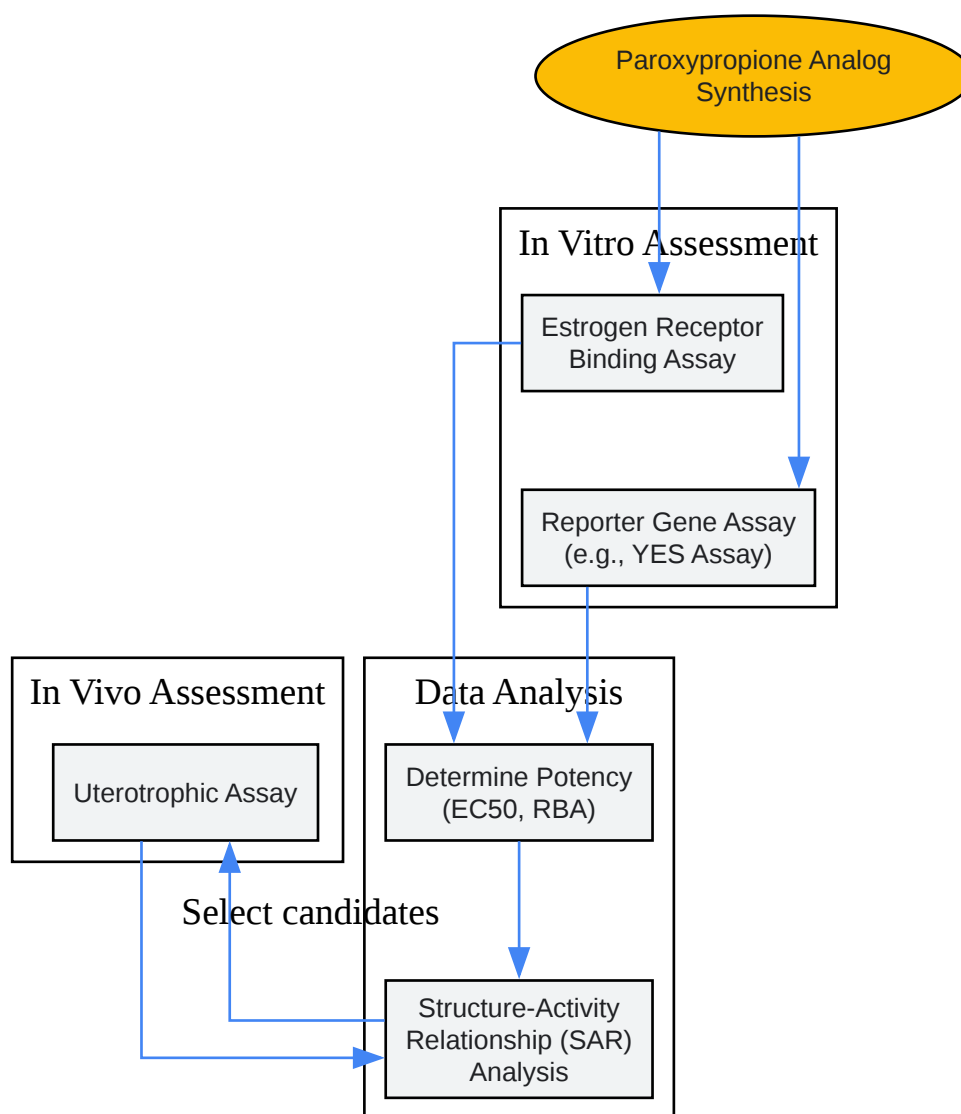 Paroxypropione Analog
Synthesis
In Vitro Assessment
Estrogen Receptor
Binding Assay
Reporter Gene Assay
(e.g., YES Assay)
In Vivo Assessment
Data Analysis
Uterotrophic Assay
Determine Potency
(EC50, RBA)
Select candidates
Structure-Activity
Relationship (SAR)
Analysis